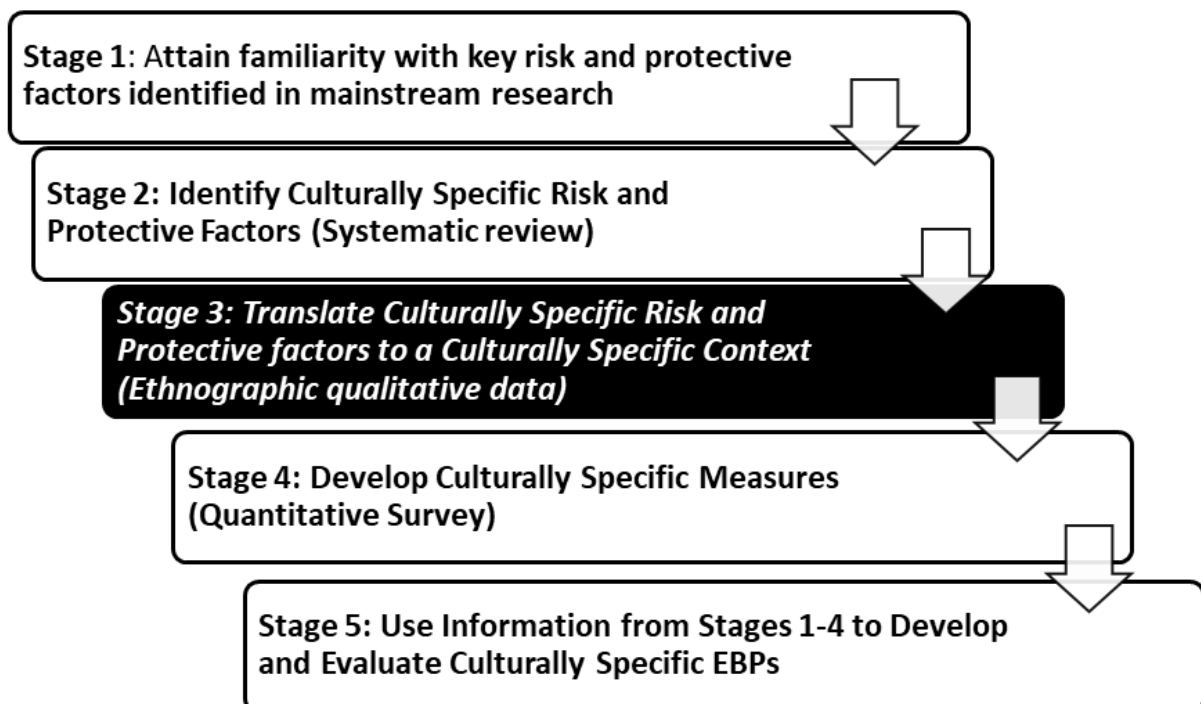 Stage 1: Attain familiarity with key risk and protective
factors identified in mainstream research
Stage 2: Identify Culturally Specific Risk and
Protective Factors (Systematic review)
Stage 3: Translate Culturally Specific Risk and
Protective factors to a Culturally Specific Context
(Ethnographic qualitative data)
Stage 4: Develop Culturally Specific Measures
(Quantitative Survey)
Stage 5: Use Information from Stages 1-4 to Develop
and Evaluate Culturally Specific EBPs